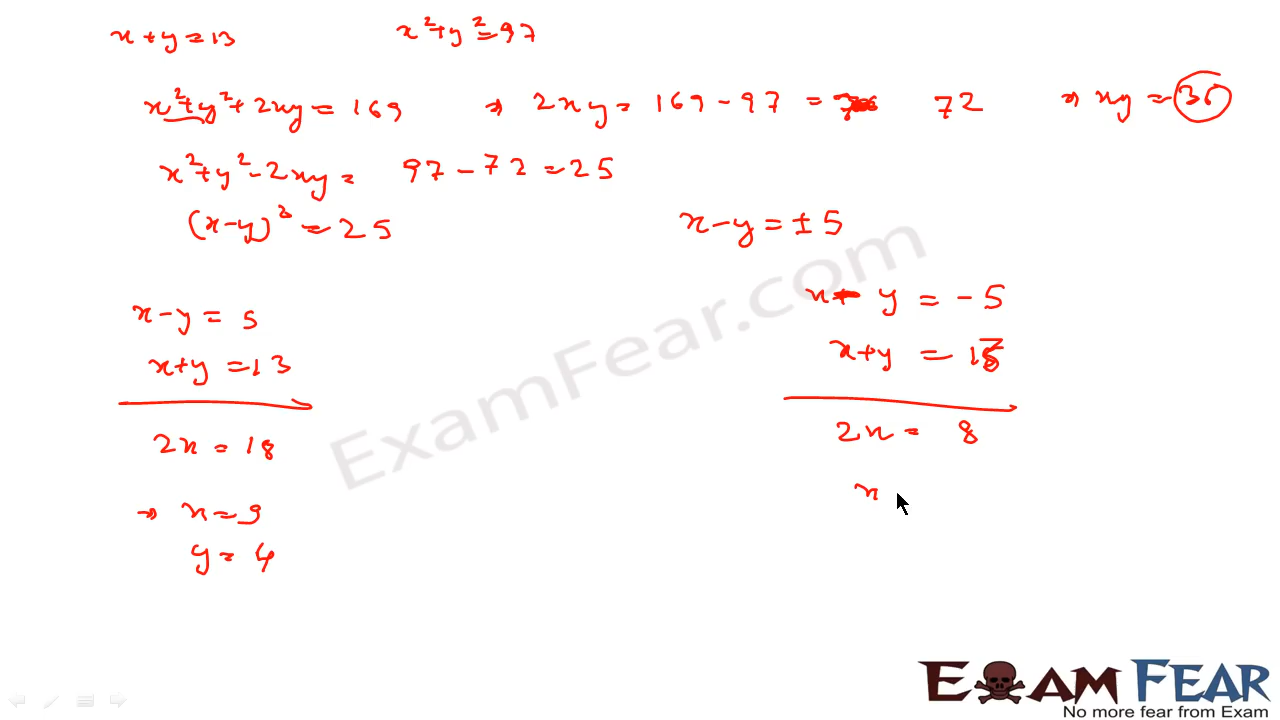 x + y = 13 x² + y² = 97
x² + y² + 2xy = 169 ⇒ 2xy = 169 - 97 = 72 ⇒ xy = 36
x² + y² - 2xy = 97 - 72 = 25
(x - y)² = 25 x - y = ± 5
x - y = 5
x + y = 13
2x = 18
⇒ x = 9
y = 4
x - y = -5
x + y = 13
2x = 8
x
ExamFear.com
EXAM FEAR
No more fear from Exam